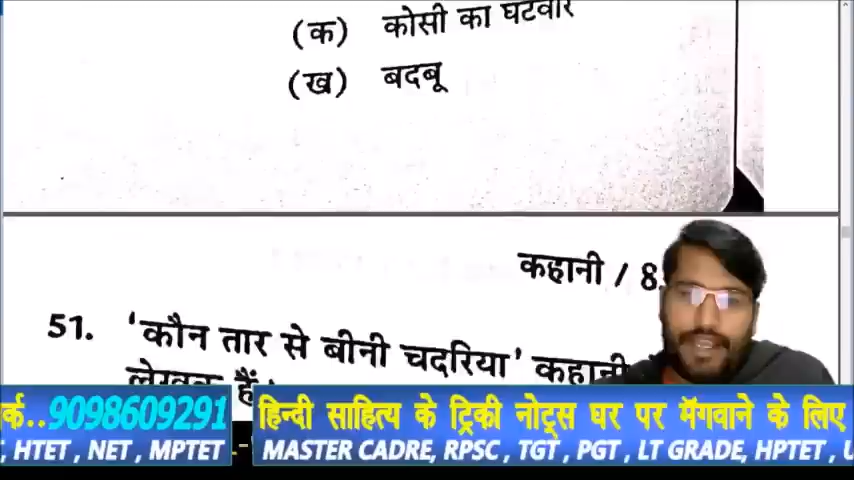 (क) कोसी का घटवार
(ख) बदबू
कहानी / 8
51. 'कौन तार से बीनी चदरिया' कहानी
लेखक हैं
र्क..9098609291 हिन्दी साहित्य के ट्रिकी नोट्स घर पर मॅगवाने के लिए
, HTET , NET , MPTET MASTER CADRE, RPSC , TGT , PGT , LT GRADE, HPTET , U